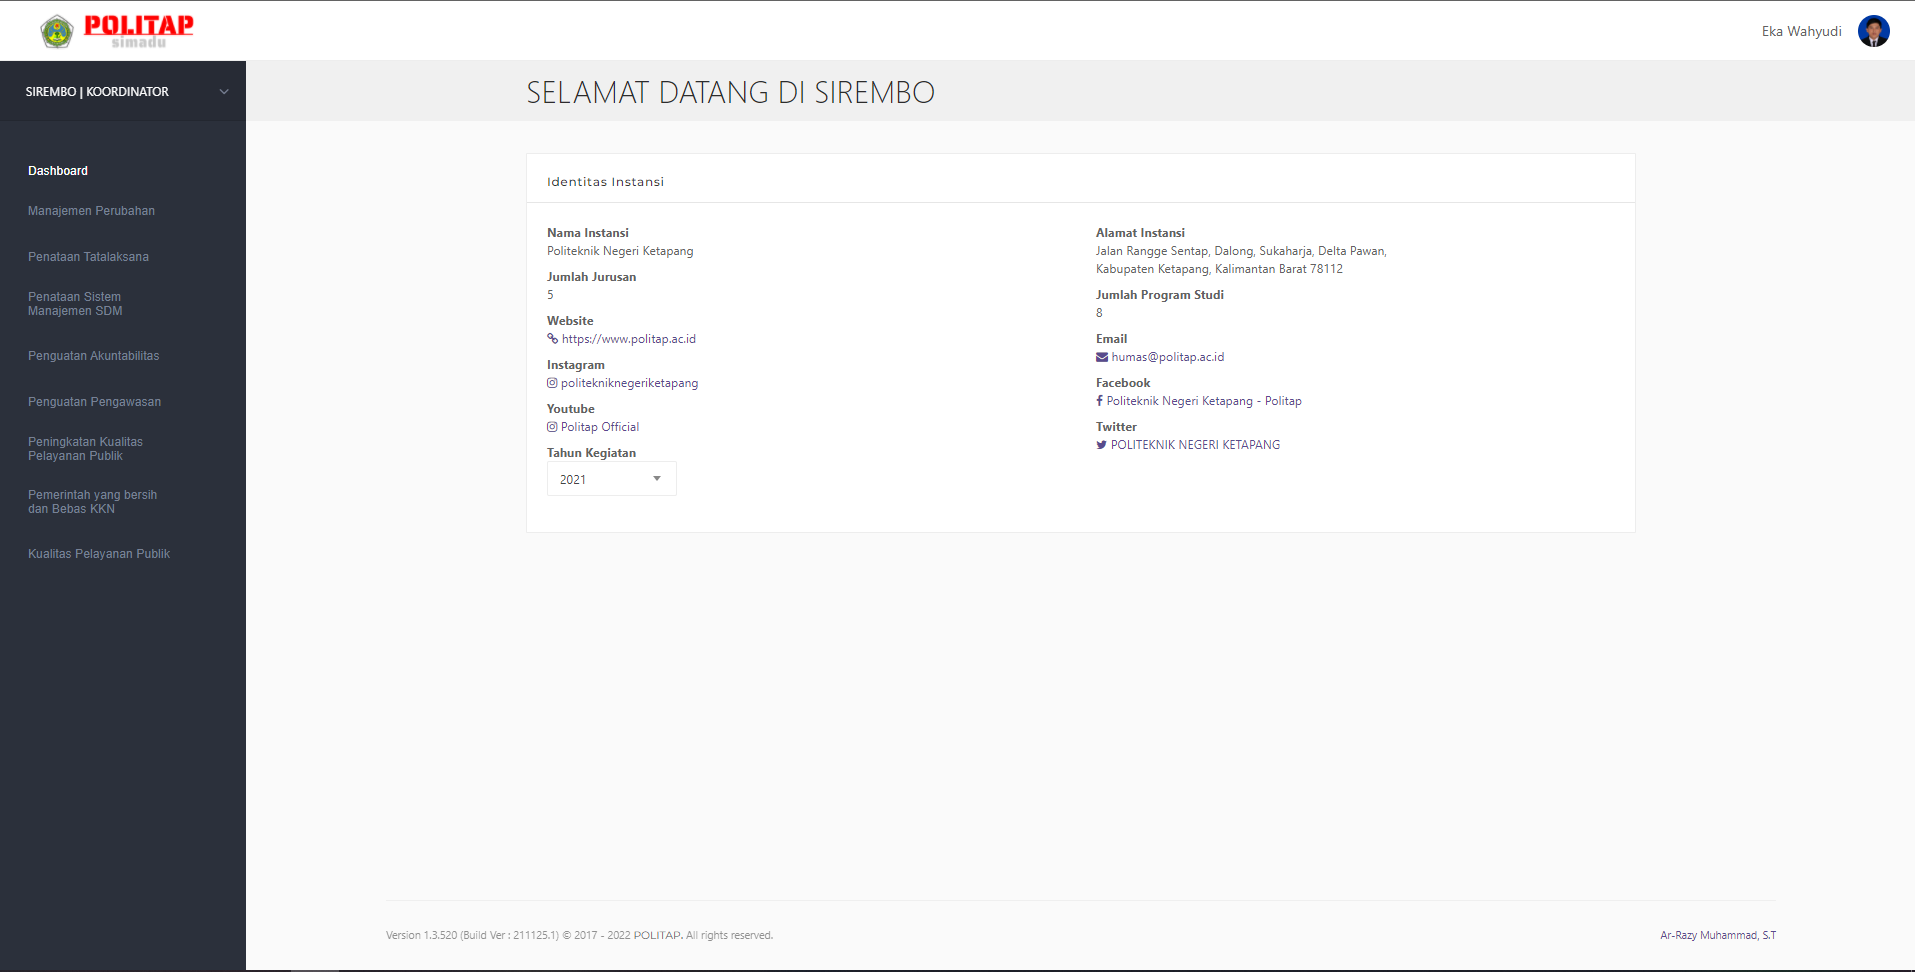 POLITAP
simadu
Eka Wahyudi
SIREMBO | KOORDINATOR
SELAMAT DATANG DI SIREMBO
Dashboard
Manajemen Perubahan
Penataan Tatalaksana
Penataan Sistem
Manajemen SDM
Penguatan Akuntabilitas
Penguatan Pengawasan
Peningkatan Kualitas
Pelayanan Publik
Pemerintah yang bersih
dan Bebas KKN
Kualitas Pelayanan Publik
Identitas Instansi
Nama Instansi
Politeknik Negeri Ketapang
Jumlah Jurusan
5
Website
https://www.politap.ac.id
Instagram
politekniknegeriketapang
Youtube
Politap Official
Tahun Kegiatan
2021
Alamat Instansi
Jalan Rangge Sentap, Dalong, Sukaharja, Delta Pawan,
Kabupaten Ketapang, Kalimantan Barat 78112
Jumlah Program Studi
8
Email
humas@politap.ac.id
Facebook
Politeknik Negeri Ketapang - Politap
Twitter
POLITEKNIK NEGERI KETAPANG
Version 1.3.520 (Build Ver : 211125.1) © 2017 - 2022 POLITAP. All rights reserved.
Ar-Razy Muhammad, S.T